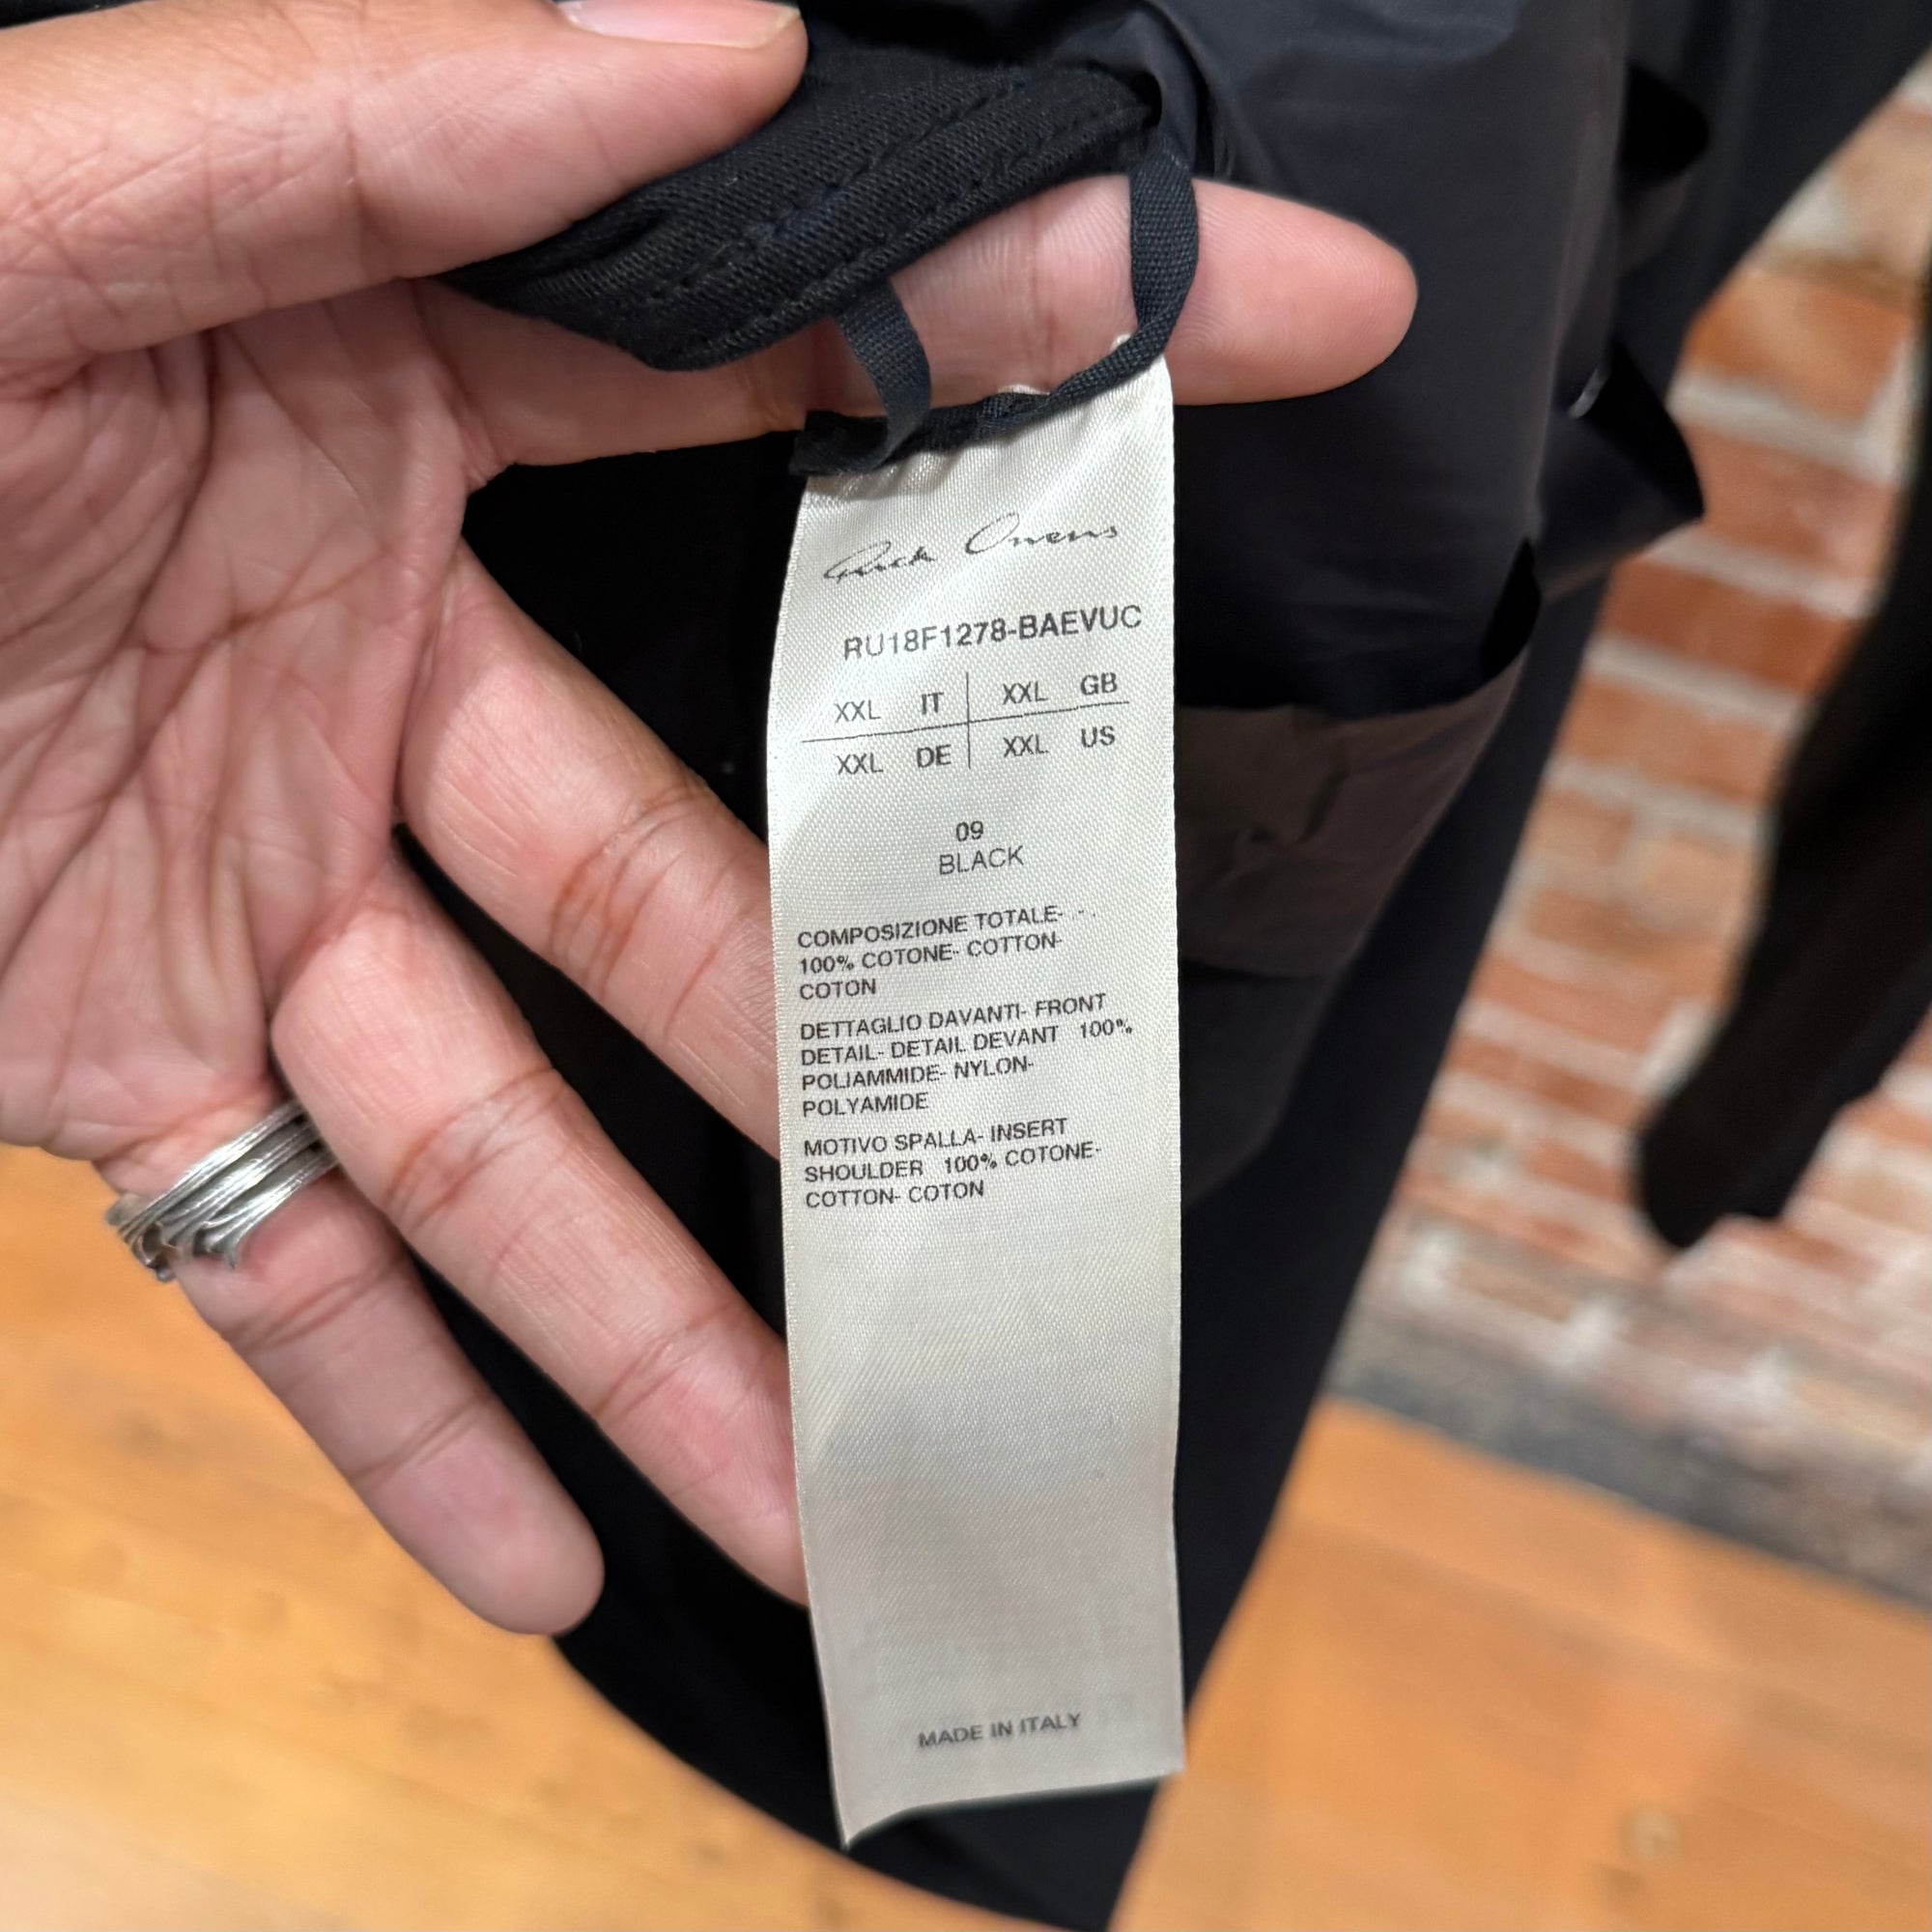 Rick Owens
RU18F1278-BAEVUC
XXL IT XXL GB
XXL DE XXL US
09
BLACK
COMPOSIZIONE TOTALE- - .
100% COTONE- COTTON-
COTON
DETTAGLIO DAVANTI- FRONT
DETAIL- DETAIL DEVANT 100%
POLIAMMIDE- NYLON-
POLYAMIDE
MOTIVO SPALLA- INSERT
SHOULDER 100% COTONE-
COTTON- COTON
MADE IN ITALY